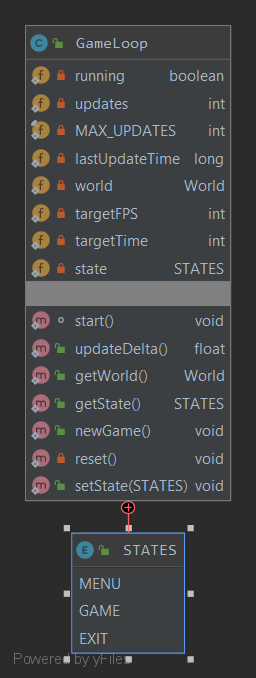 C GameLoop
f running boolean
f updates int
f MAX_UPDATES int
f lastUpdateTime long
f world World
f targetFPS int
f targetTime int
f state STATES
m start() void
m updateDelta() float
m getWorld() World
m getState() STATES
m newGame() void
m reset() void
m setState(STATES) void
E STATES
MENU
GAME
EXIT
Powered by yFiles